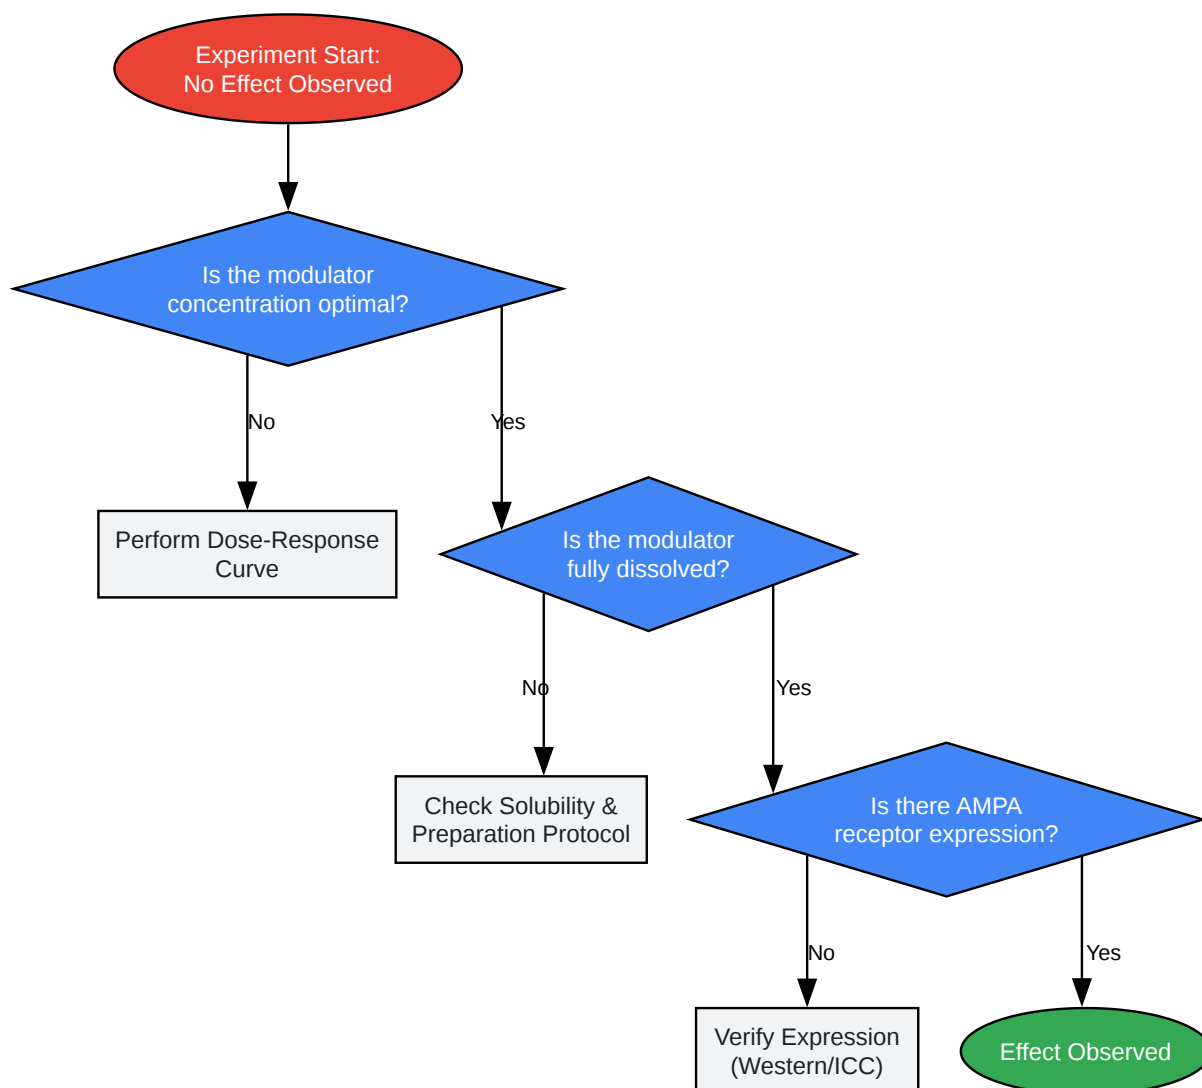 Experiment Start:
No Effect Observed
Is the modulator
concentration optimal?
No
Yes
Perform Dose-Response
Curve
Is the modulator
fully dissolved?
No
Yes
Check Solubility &
Preparation Protocol
Is there AMPA
receptor expression?
No
Yes
Verify Expression
(Western/ICC)
Effect Observed